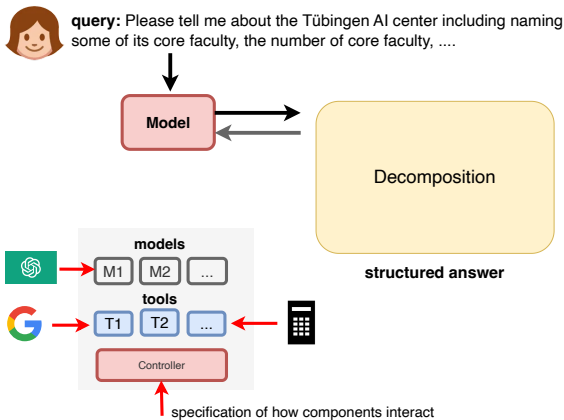 query: Please tell me about the Tübingen AI center including naming
some of its core faculty, the number of core faculty, ....
Model
Decomposition
structured answer
models
M1 M2 ...
tools
T1 T2 ...
Controller
specification of how components interact